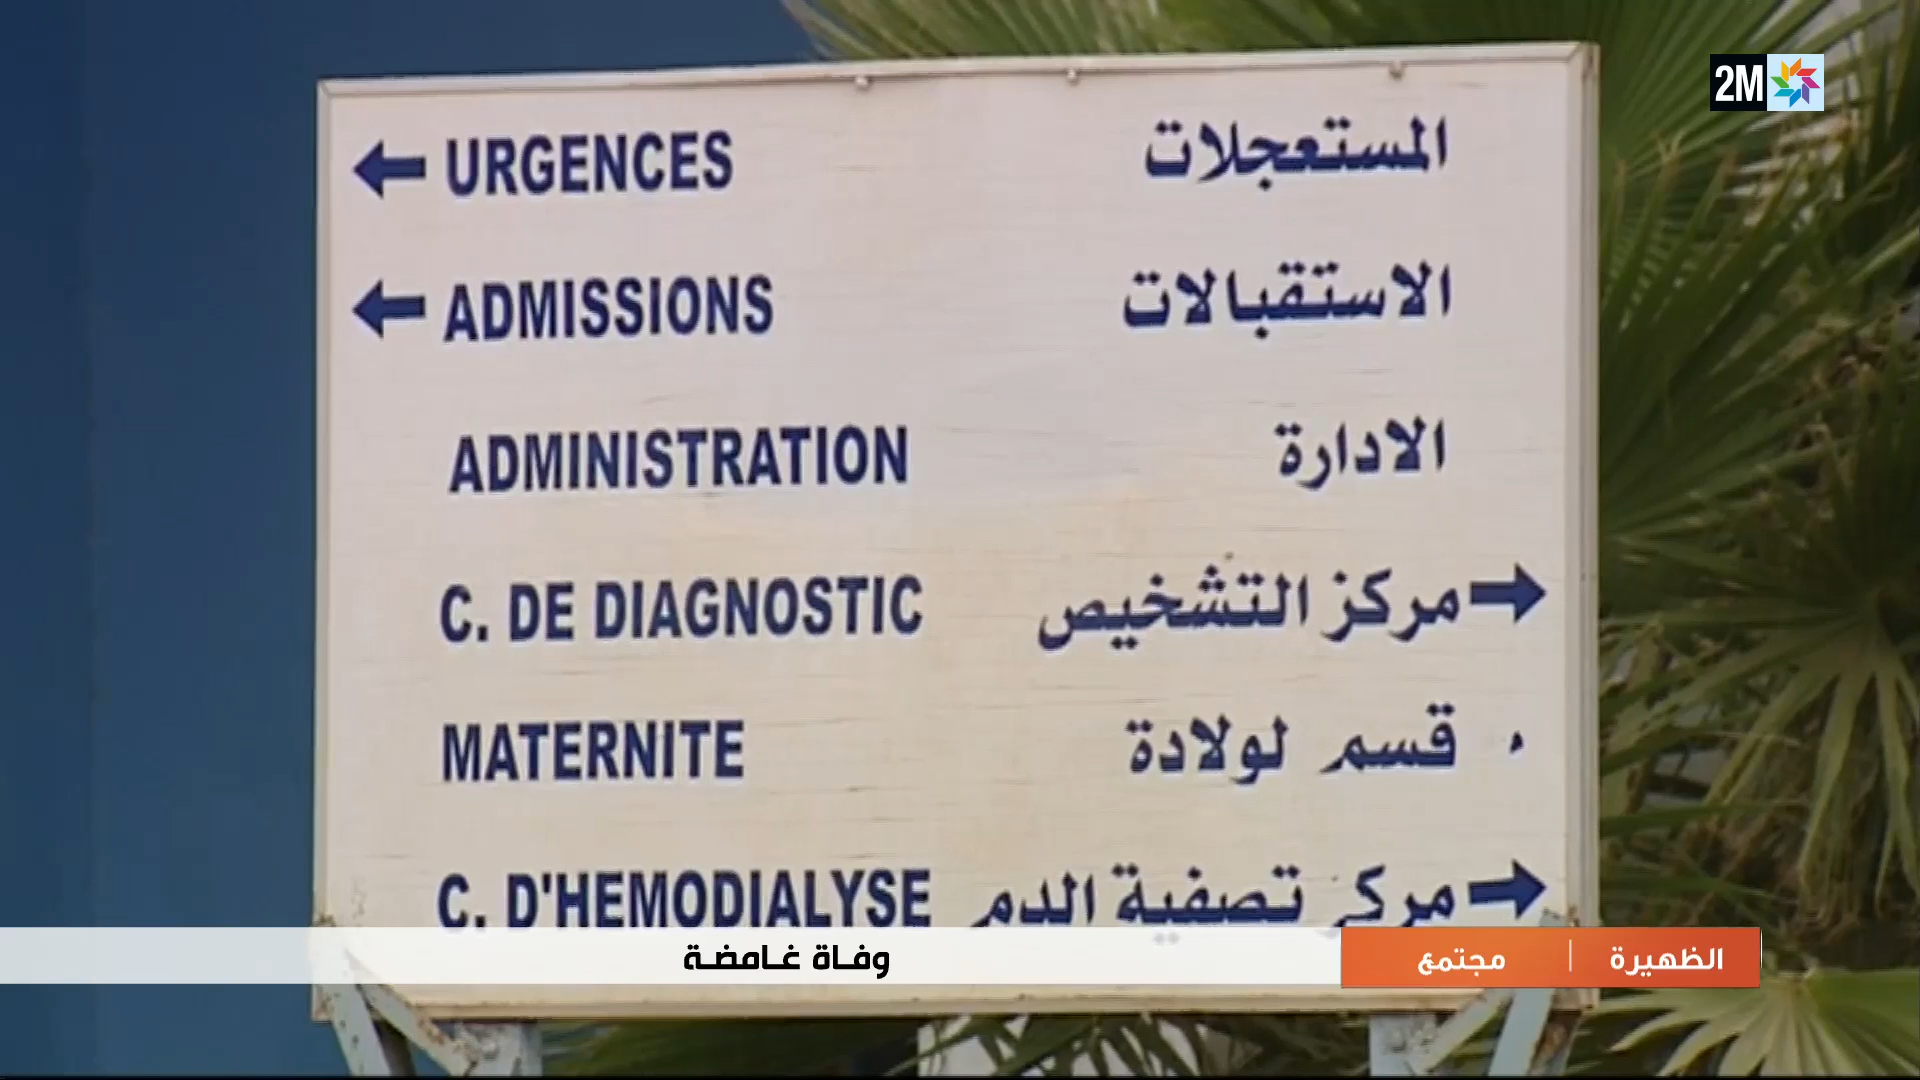 2M
URGENCES المستعجلات
ADMISSIONS الاستقبالات
ADMINISTRATION الادارة
C. DE DIAGNOSTIC مركز التشخيص
MATERNITE قسم لولادة
C. D'HEMODIALYSE مركز تصفية الدم
الظهيرة | مجتمع
وفاة غامضة